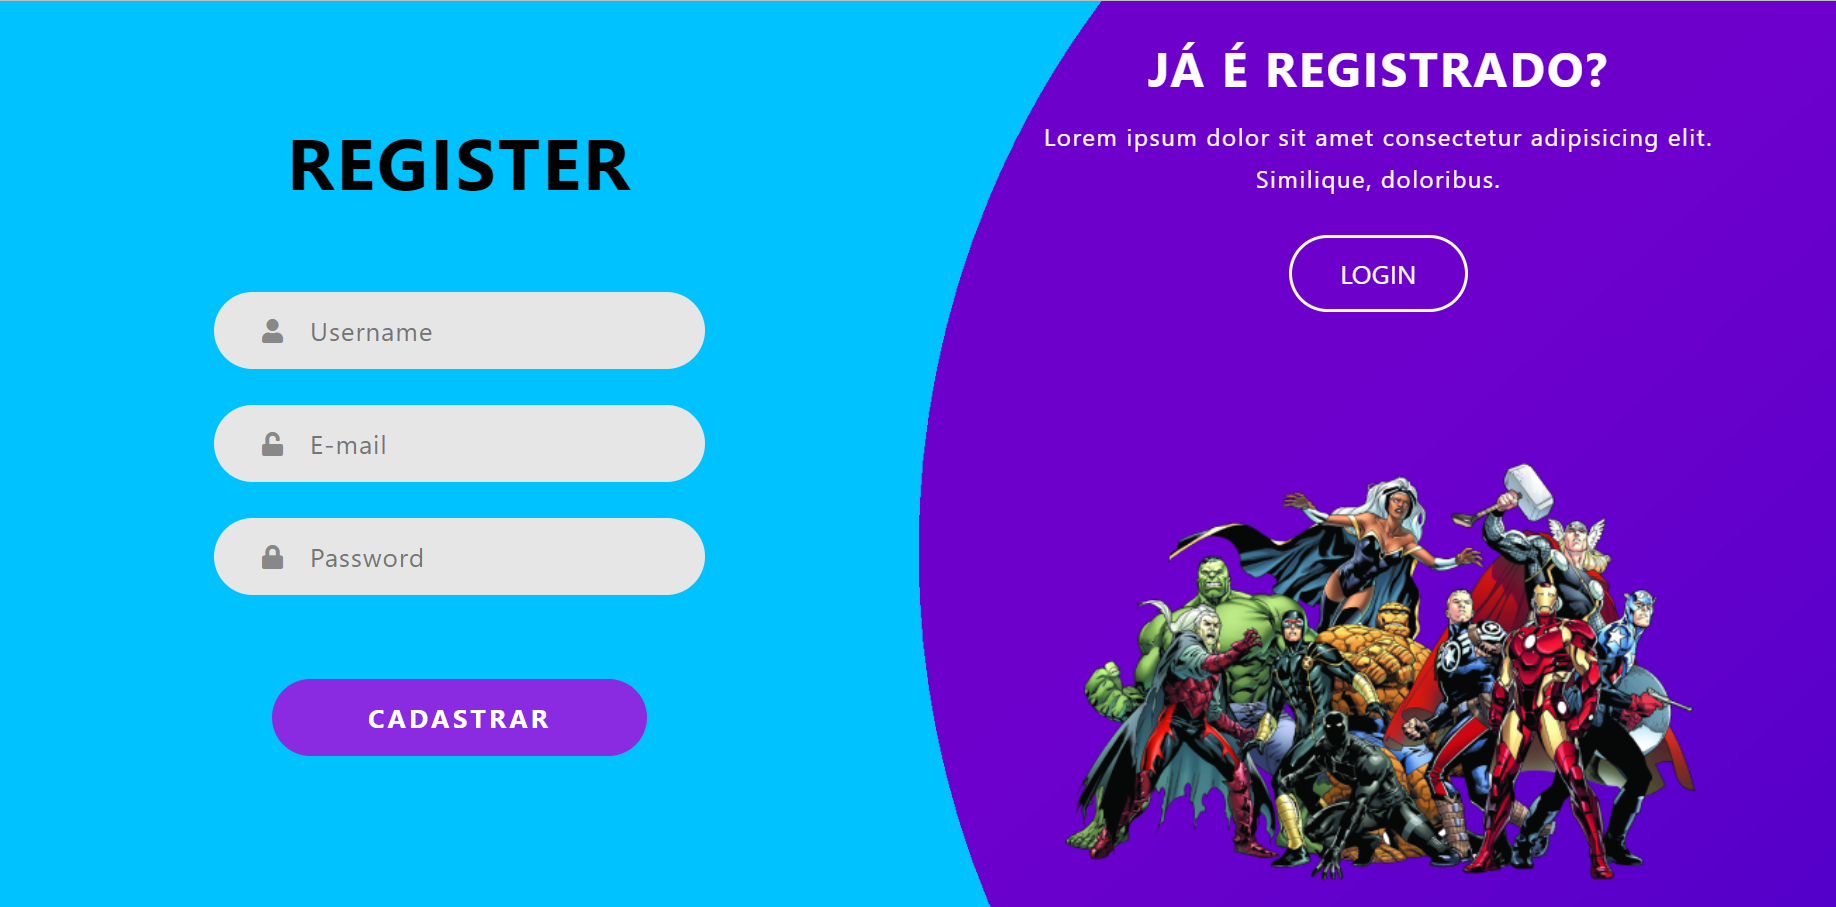 REGISTER
Username
E-mail
Password
CADASTRAR
JÁ É REGISTRADO?
Lorem ipsum dolor sit amet consectetur adipisicing elit.
Similique, doloribus.
LOGIN